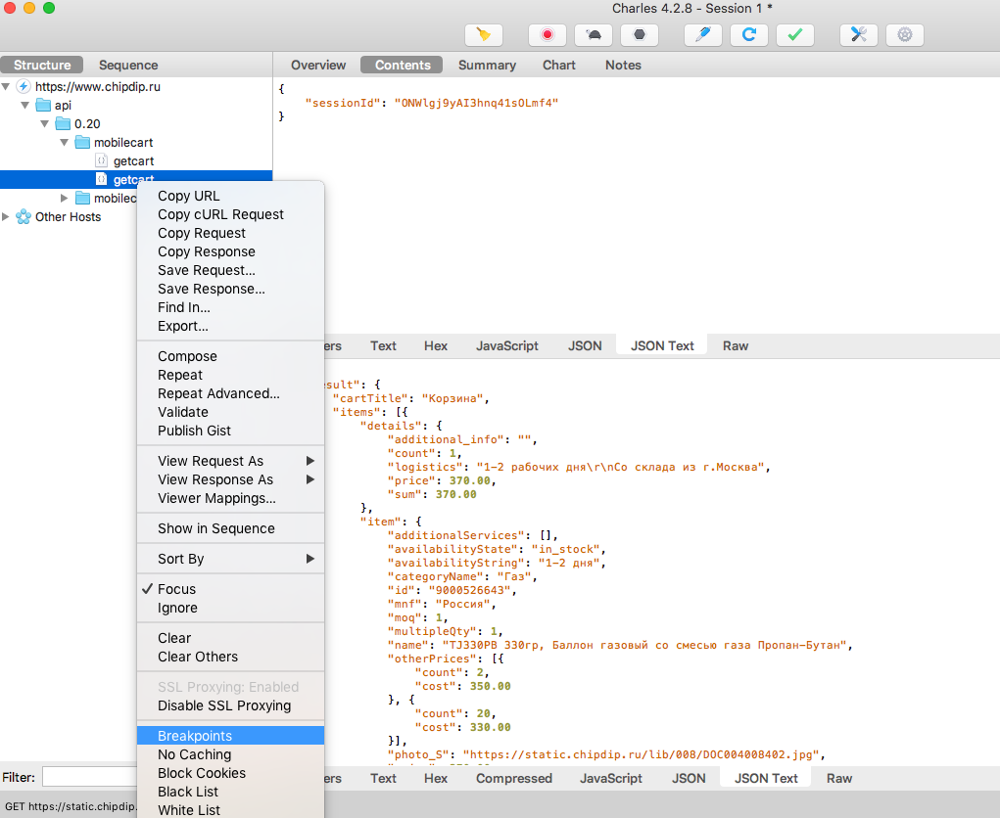 Charles 4.2.8 - Session 1 *
Structure
Sequence
Overview
Contents
Summary
Chart
Notes
https://www.chipdip.ru
api
0.20
mobilecart
getcart
getcart
mobilec
Other Hosts
{
"sessionId": "ONWlgj9yAI3hnq41sOLmf4"
}
Copy URL
Copy cURL Request
Copy Request
Copy Response
Save Request...
Save Response...
Find In...
Export...
Compose
Repeat
Repeat Advanced...
Validate
Publish Gist
View Request As
View Response As
Viewer Mappings...
Show in Sequence
Sort By
✓ Focus
Ignore
Clear
Clear Others
SSL Proxying: Enabled
Disable SSL Proxying
Breakpoints
No Caching
Block Cookies
Black List
White List
ers
Text
Hex
JavaScript
JSON
JSON Text
Raw
sult": {
"cartTitle": "Корзина",
"items": [{
"details": {
"additional_info": "",
"count": 1,
"logistics": "1-2 рабочих дня\r\nСо склада из г.Москва",
"price": 370.00,
"sum": 370.00
},
"item": {
"additionalServices": [],
"availabilityState": "in_stock",
"availabilityString": "1-2 дня",
"categoryName": "Газ",
"id": "9000526643",
"mnf": "Россия",
"moq": 1,
"multipleQty": 1,
"name": "TJ330PB 330гр, Баллон газовый со смесью газа Пропан-Бутан",
"otherPrices": [{
"count": 2,
"cost": 350.00
}, {
"count": 20,
"cost": 330.00
}],
"photo_S": "https://static.chipdip.ru/lib/008/DOC004008402.jpg",
ers
Text
Hex
Compressed
JavaScript
JSON
JSON Text
Raw
Filter:
GET https://static.chipdip.